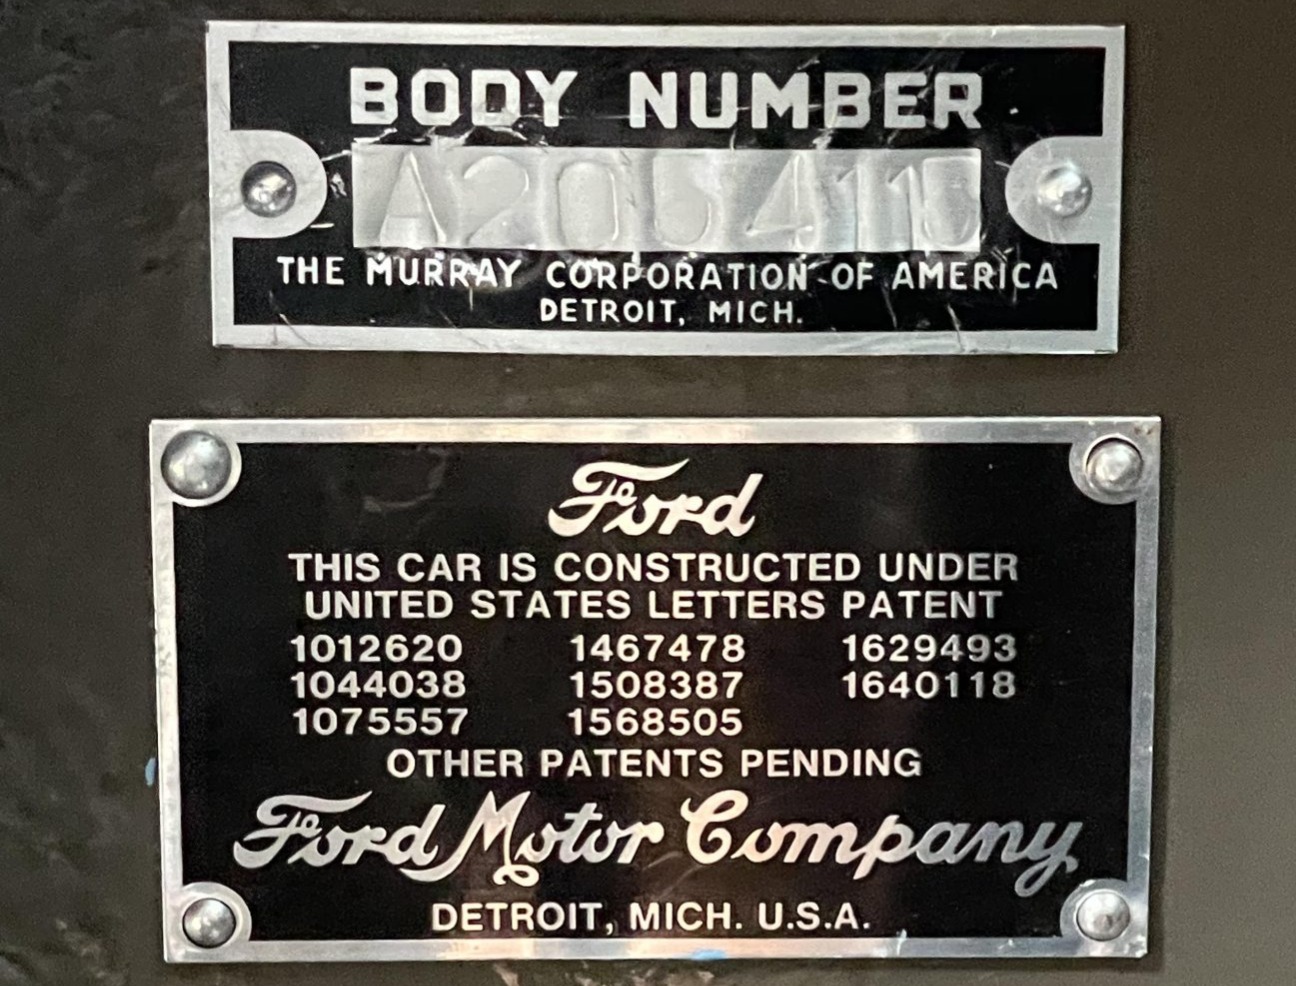 BODY NUMBER
A2054115
THE MURRAY CORPORATION OF AMERICA
DETROIT, MICH.
Ford
THIS CAR IS CONSTRUCTED UNDER
UNITED STATES LETTERS PATENT
1012620 1467478 1629493
1044038 1508387 1640118
1075557 1568505
OTHER PATENTS PENDING
Ford Motor Company
DETROIT, MICH. U.S.A.